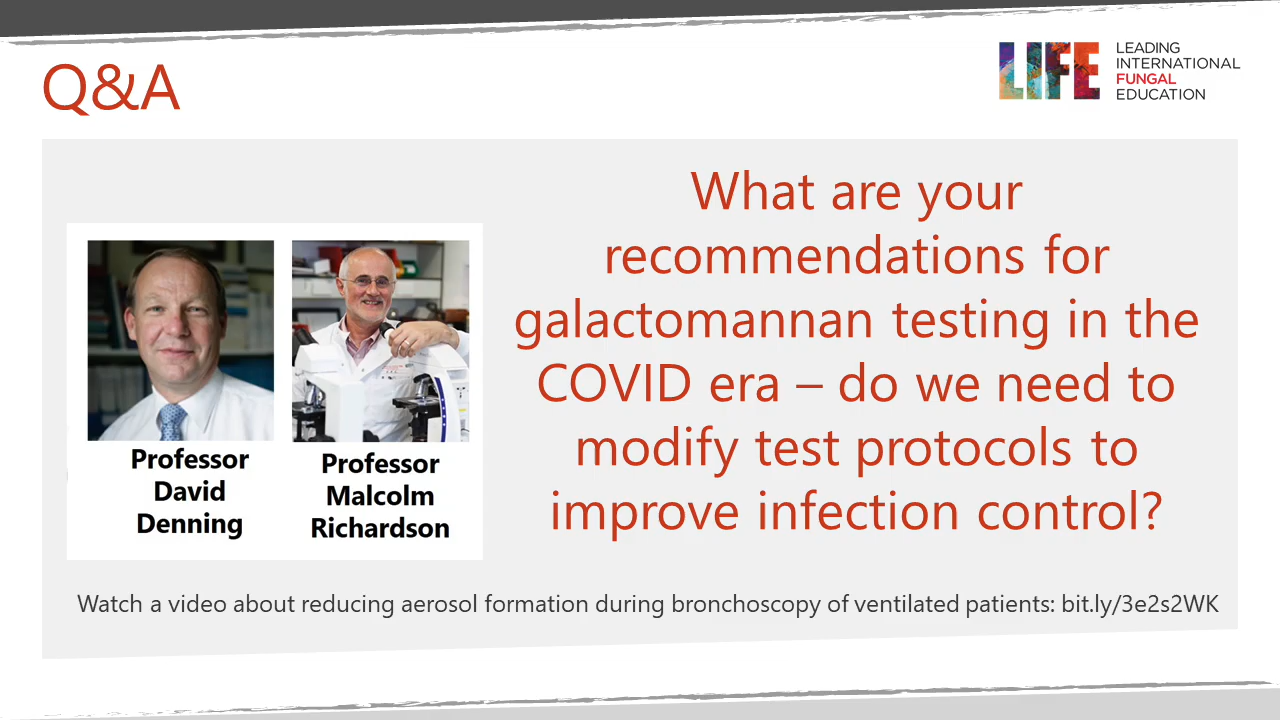 Q&A
LIFE
LEADING
INTERNATIONAL
FUNGAL
EDUCATION
What are your
recommendations for
galactomannan testing in the
COVID era – do we need to
modify test protocols to
improve infection control?
Professor
David
Denning
Professor
Malcolm
Richardson
Watch a video about reducing aerosol formation during bronchoscopy of ventilated patients: bit.ly/3e2s2WK